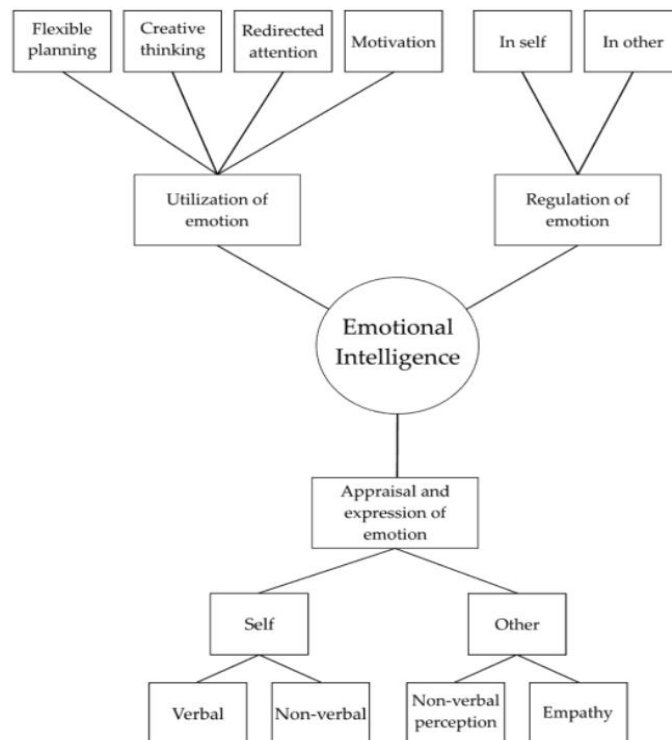 Flexible
planning
Creative
thinking
Redirected
attention
Motivation
In self
In other
Utilization of
emotion
Regulation of
emotion
Emotional
Intelligence
Appraisal and
expression of
emotion
Self
Other
Verbal
Non-verbal
Non-verbal
perception
Empathy